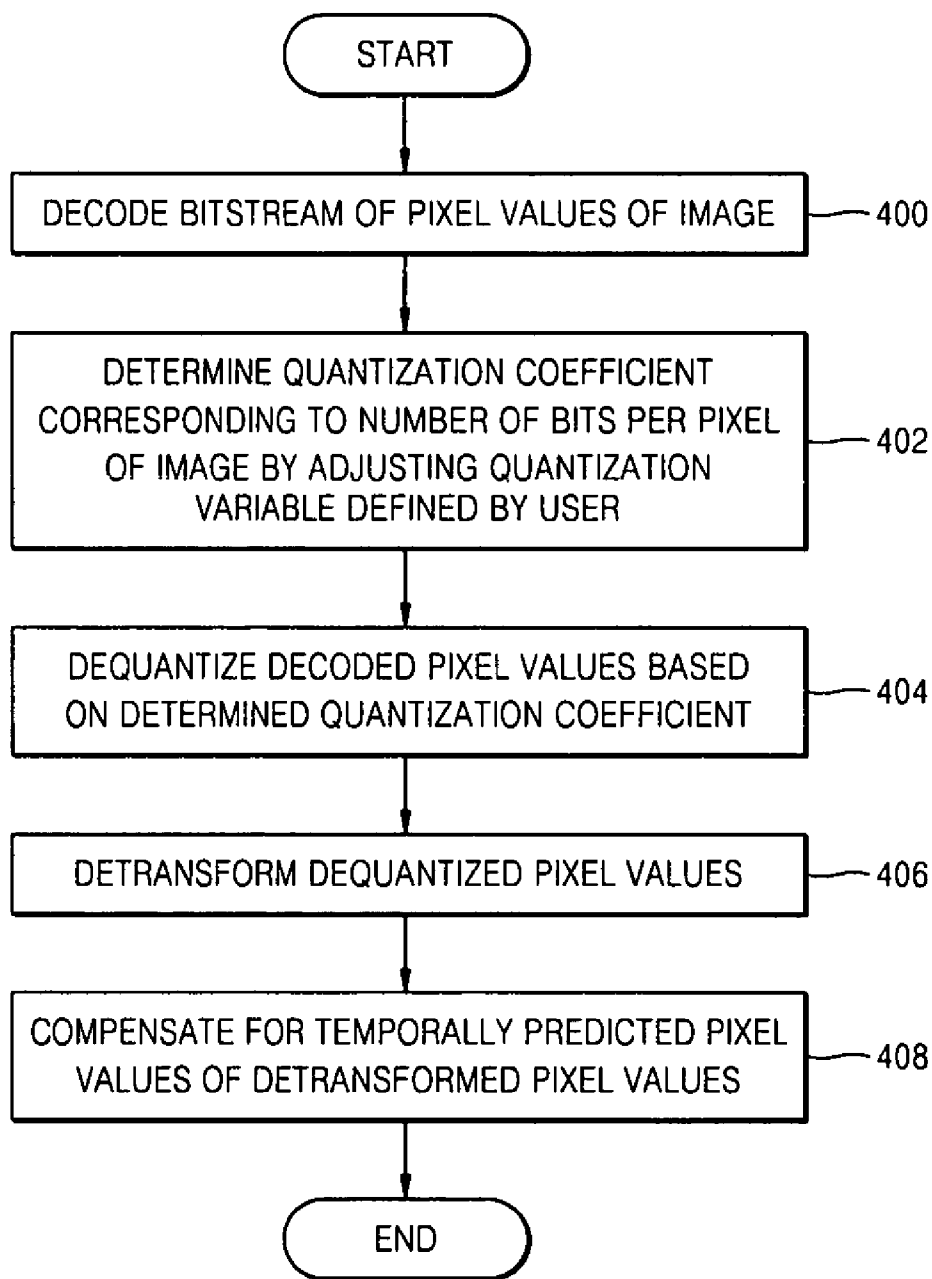 START
DECODE BITSTREAM OF PIXEL VALUES OF IMAGE
400
DETERMINE QUANTIZATION COEFFICIENT
CORRESPONDING TO NUMBER OF BITS PER PIXEL
OF IMAGE BY ADJUSTING QUANTIZATION
VARIABLE DEFINED BY USER
402
DEQUANTIZE DECODED PIXEL VALUES BASED
ON DETERMINED QUANTIZATION COEFFICIENT
404
DETRANSFORM DEQUANTIZED PIXEL VALUES
406
COMPENSATE FOR TEMPORALLY PREDICTED PIXEL
VALUES OF DETRANSFORMED PIXEL VALUES
408
END